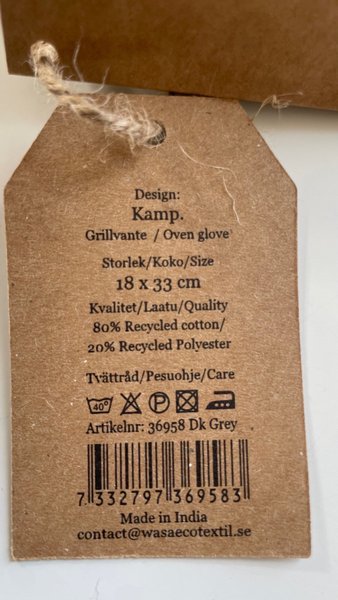 Design:
Kamp.
Grillvante / Oven glove
Storlek/Koko/Size
18 x 33 cm
Kvalitet/Laatu/Quality
80% Recycled cotton/
20% Recycled Polyester
Tvättråd/Pesuohje/Care
40° P
Artikelnr: 36958 Dk Grey
7 332797 369583
Made in India
contact@wasaecotextil.se